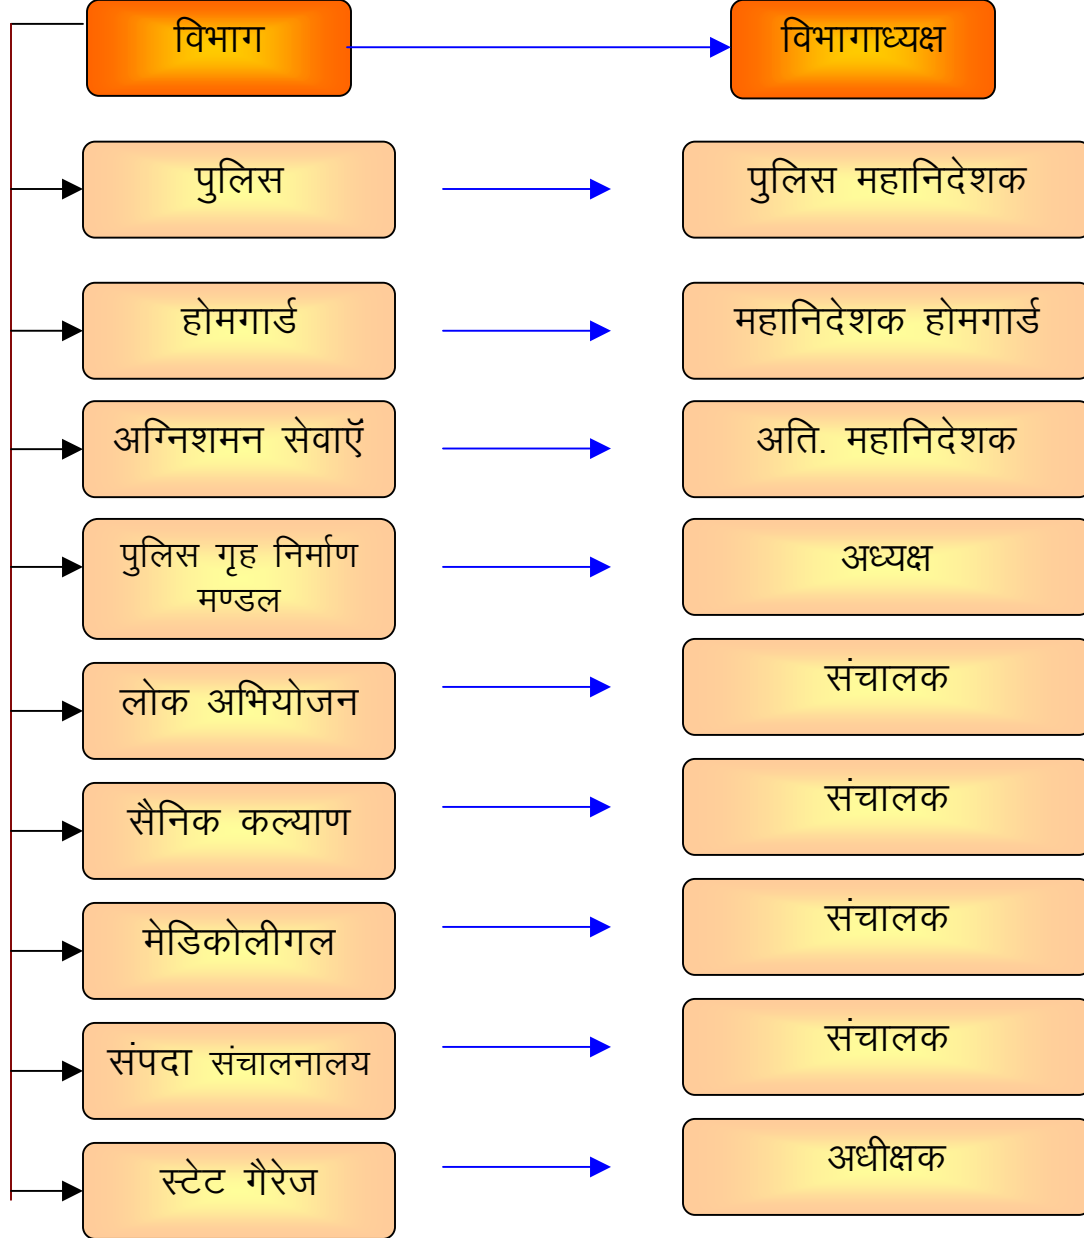 विभाग
विभागाध्यक्ष
पुलिस
पुलिस महानिदेशक
होमगार्ड
महानिदेशक होमगार्ड
अग्निशमन सेवाएॅ
अति. महानिदेशक
पुलिस गृह निर्माण
मण्डल
अध्यक्ष
लोक अभियोजन
संचालक
सैनिक कल्याण
संचालक
मेडिकोलीगल
संचालक
संपदा संचालनालय
संचालक
स्टेट गैरेज
अधीक्षक